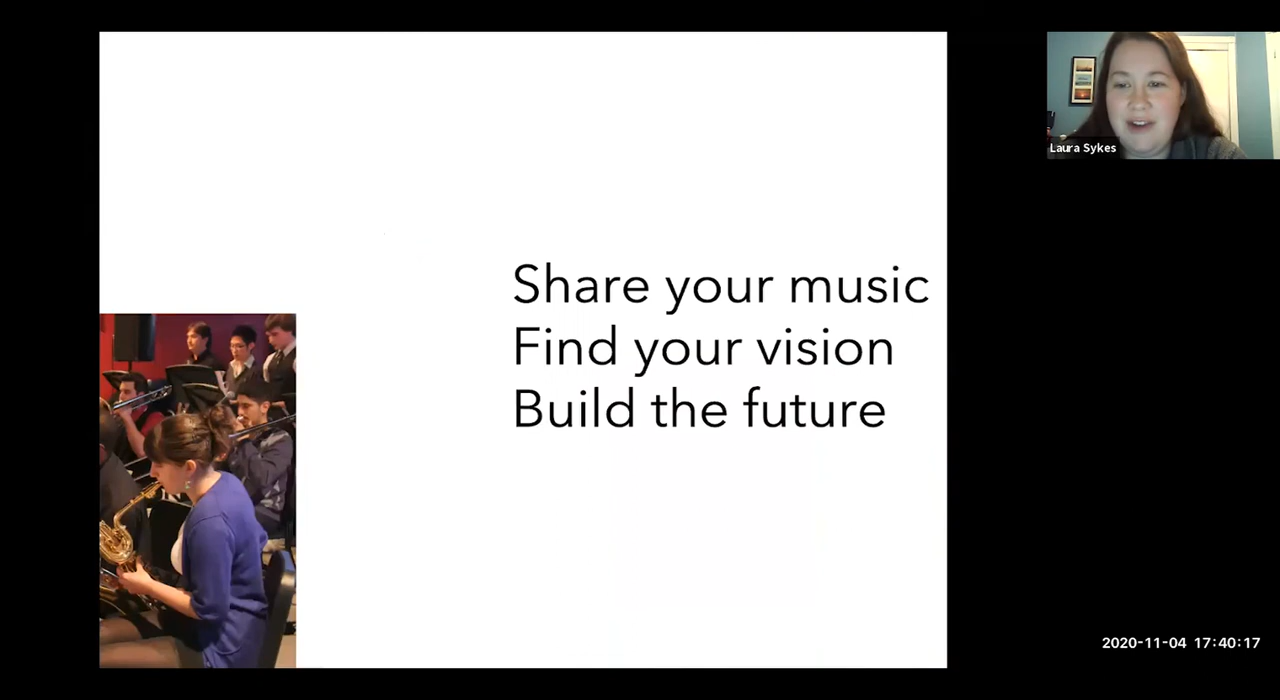 Share your music
Find your vision
Build the future
Laura Sykes
2020-11-04 17:40:17